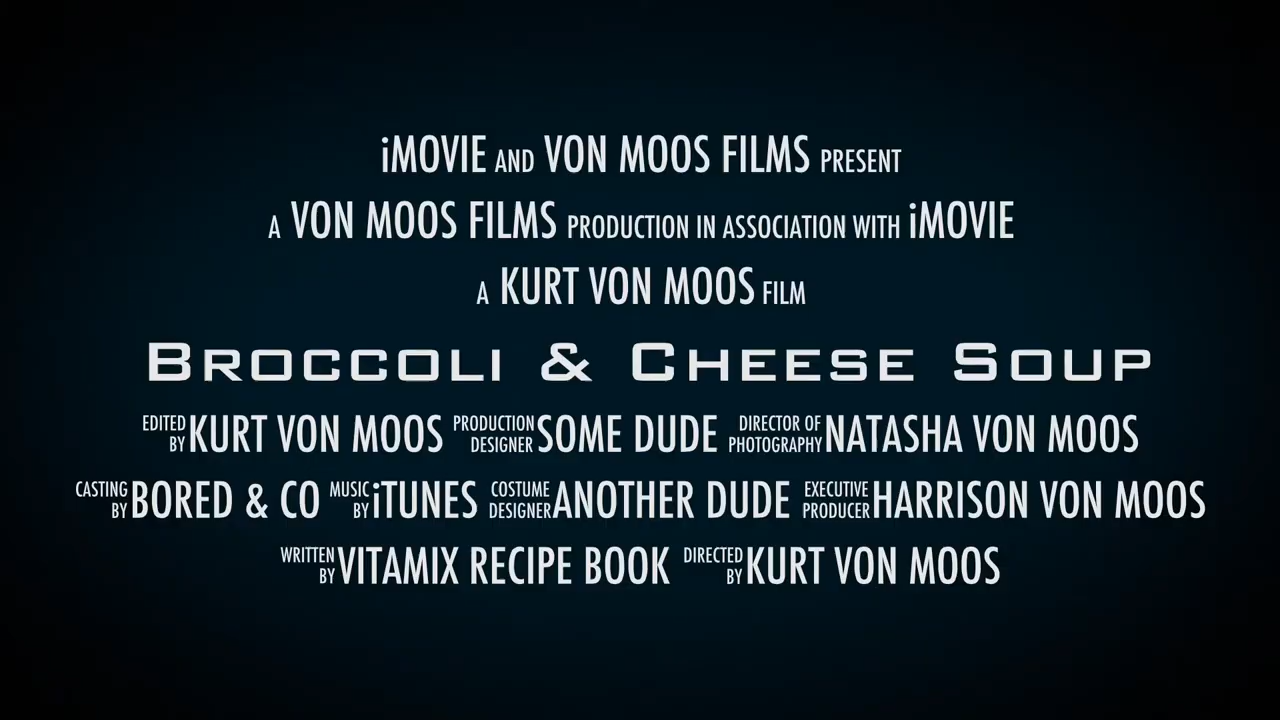 iMOVIE AND VON MOOS FILMS PRESENT
A VON MOOS FILMS PRODUCTION IN ASSOCIATION WITH iMOVIE
A KURT VON MOOS FILM
BROCCOLI & CHEESE SOUP
EDITED BY KURT VON MOOS PRODUCTION DESIGNER SOME DUDE DIRECTOR OF PHOTOGRAPHY NATASHA VON MOOS
CASTING BY BORED & CO MUSIC BY iTUNES COSTUME DESIGNER ANOTHER DUDE EXECUTIVE PRODUCER HARRISON VON MOOS
WRITTEN BY VITAMIX RECIPE BOOK DIRECTED BY KURT VON MOOS